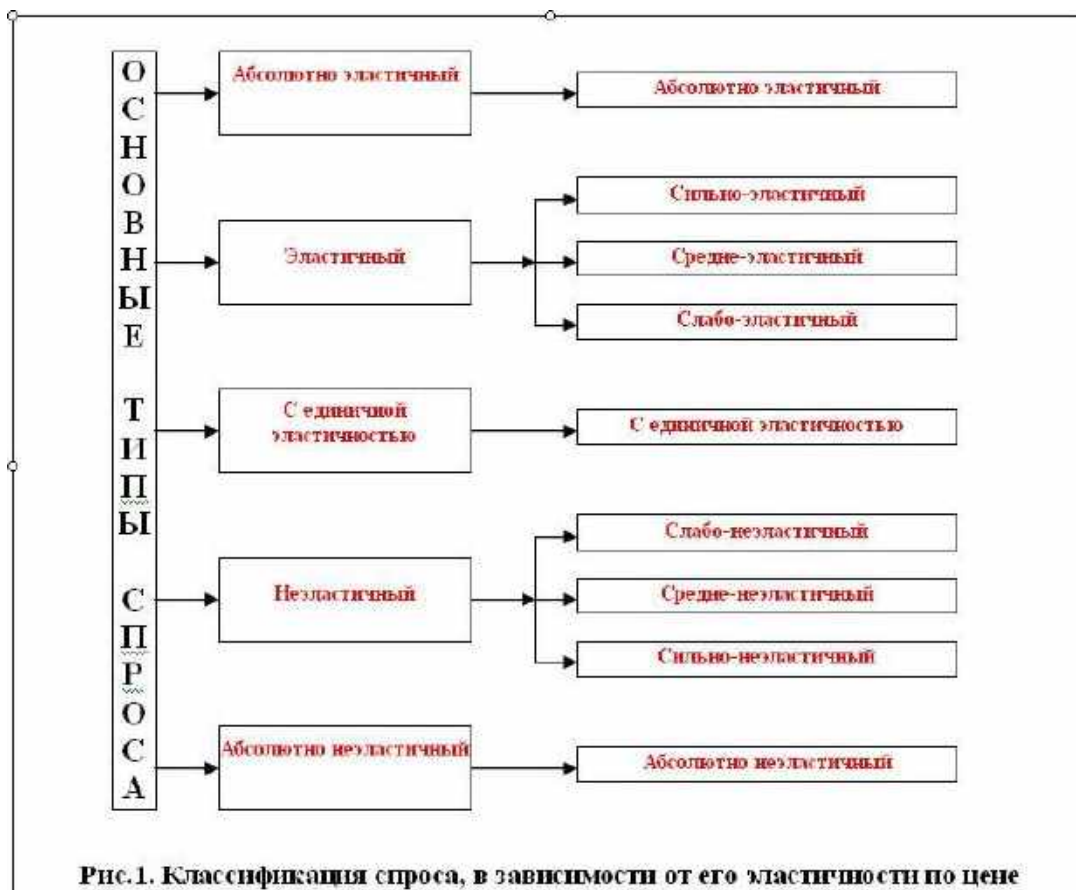 ОСНОВНЫЕ ТИПЫ СПРОСА
Абсолютно эластичный
Абсолютно эластичный
Эластичный
Сильно-эластичный
Средне-эластичный
Слабо-эластичный
С единичной
эластичностью
С единичной эластичностью
Неэластичный
Слабо-неэластичный
Средне-неэластичный
Сильно-неэластичный
Абсолютно неэластичный
Абсолютно неэластичный
Рис.1. Классификация спроса, в зависимости от его эластичности по цене